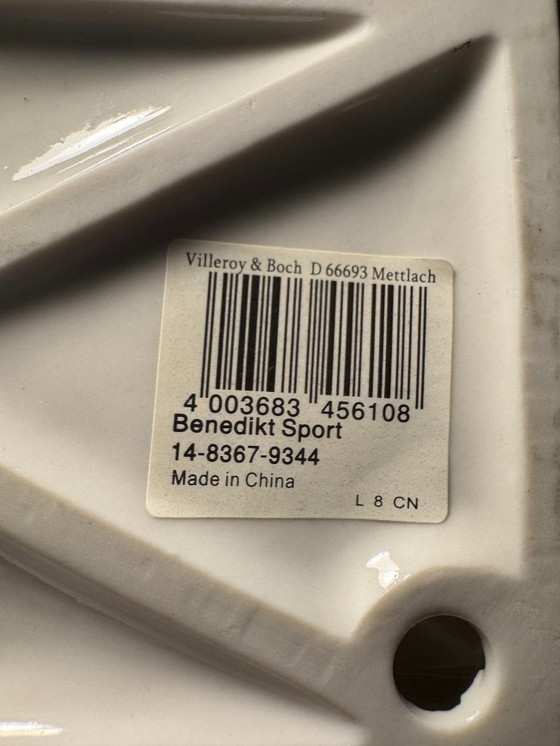 Villeroy & Boch D 66693 Mettlach
4 003683 456108
Benedikt Sport
14-8367-9344
Made in China
L 8 CN